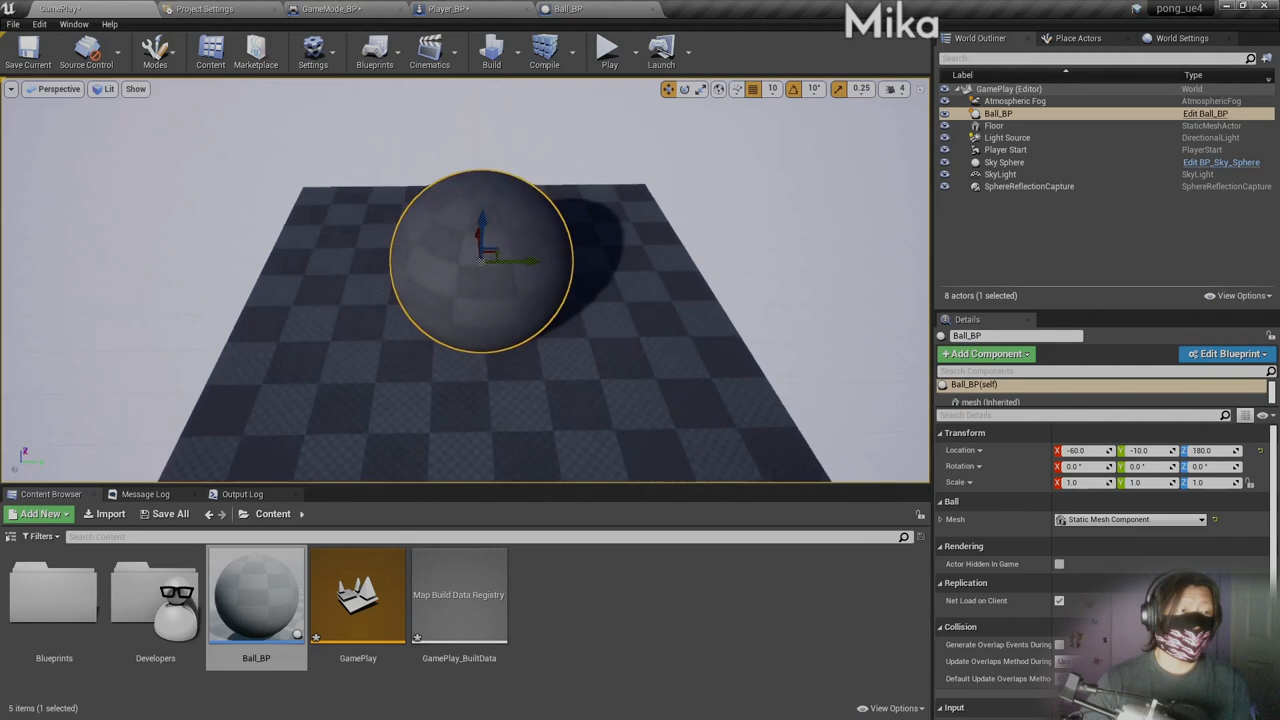 GamePlay*
Project Settings
GameMode_BP*
Player_BP*
Ball_BP
Mika
pong_ue4
File
Edit
Window
Help
Save Current
Source Control
Modes
Content
Marketplace
Settings
Blueprints
Cinematics
Build
Compile
Play
Launch
World Outliner
Place Actors
World Settings
Search...
Label
Type
GamePlay (Editor)
World
Atmospheric Fog
AtmosphericFog
Ball_BP
Edit Ball_BP
Floor
StaticMeshActor
Light Source
DirectionalLight
Player Start
PlayerStart
Sky Sphere
Edit BP_Sky_Sphere
SkyLight
SkyLight
SphereReflectionCapture
SphereReflectionCapture
8 actors (1 selected)
View Options
Perspective
Lit
Show
10
10°
0.25
4
Details
Ball_BP
Add Component
Edit Blueprint
Search Components
Ball_BP(self)
mesh (Inherited)
Search Details
Transform
Location
X -60.0
Y -10.0
Z 180.0
Rotation
X 0.0 °
Y 0.0 °
Z 0.0 °
Scale
X 1.0
Y 1.0
Z 1.0
Ball
Mesh
Static Mesh Component
Rendering
Actor Hidden In Game
Replication
Net Load on Client
Collision
Generate Overlap Events During
Update Overlaps Method During
Default Update Overlaps Metho
Input
Content Browser
Message Log
Output Log
Add New
Import
Save All
Content
Filters
Search Content
Map Build Data Registry
Blueprints
Developers
Ball_BP
GamePlay
GamePlay_BuiltData
5 items (1 selected)
View Options